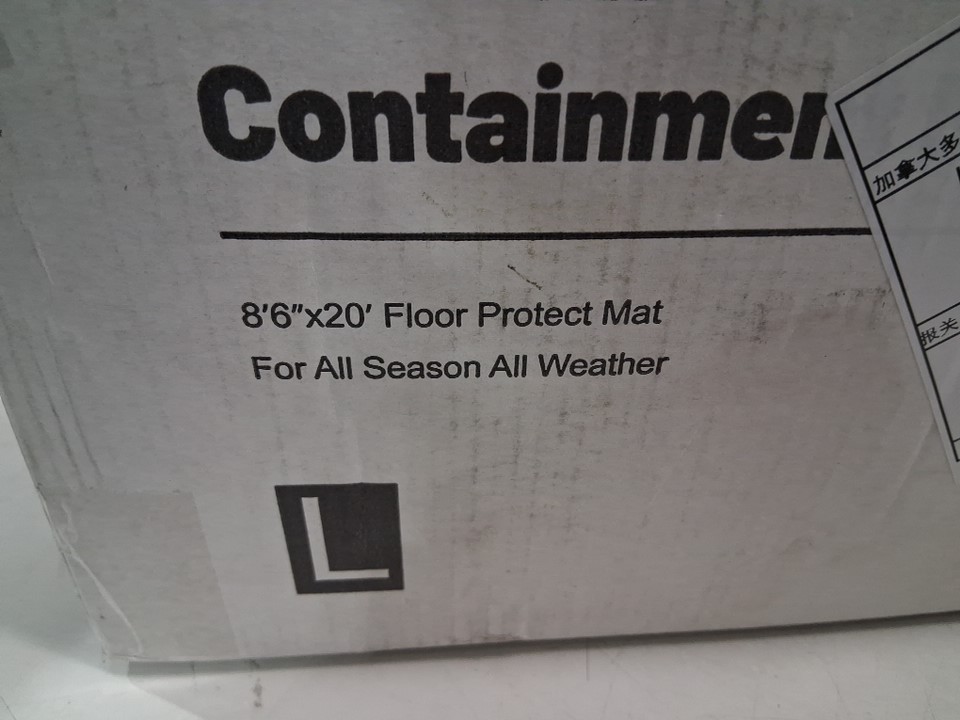 Containmen
8'6"x20' Floor Protect Mat
For All Season All Weather
L
加拿大多
报关